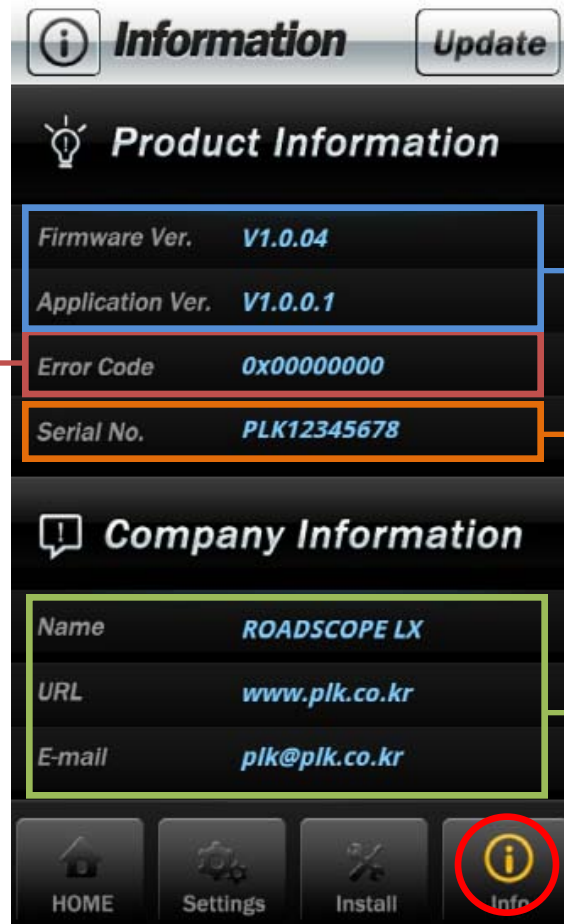 Information Update
Product Information
Firmware Ver. V1.0.04
Application Ver. V1.0.0.1
Error Code 0x00000000
Serial No. PLK12345678
Company Information
Name ROADSCOPE LX
URL www.plk.co.kr
E-mail plk@plk.co.kr
HOME Settings Install Info